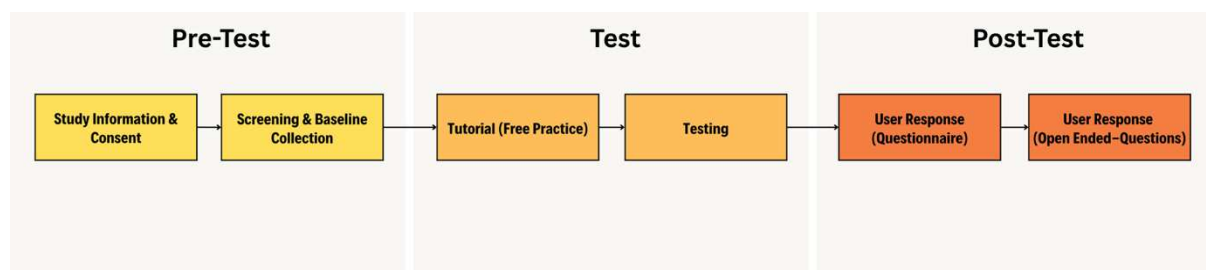 Pre-Test
Study Information &
Consent
Screening & Baseline
Collection
Test
Tutorial (Free Practice)
Testing
Post-Test
User Response
(Questionnaire)
User Response
(Open Ended-Questions)